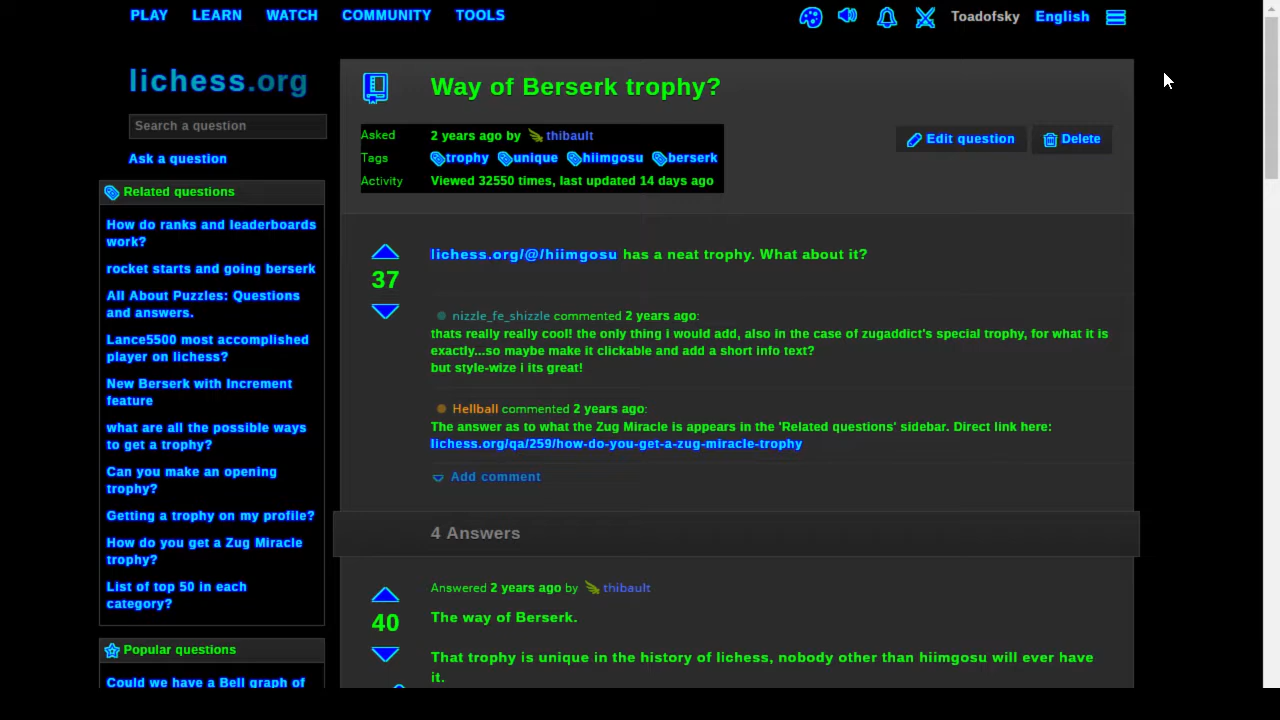 PLAY LEARN WATCH COMMUNITY TOOLS Toadofsky English
lichess.org
Search a question
Ask a question
Related questions
How do ranks and leaderboards
work?
rocket starts and going berserk
All About Puzzles: Questions
and answers.
Lance5500 most accomplished
player on lichess?
New Berserk with Increment
feature
what are all the possible ways
to get a trophy?
Can you make an opening
trophy?
Getting a trophy on my profile?
How do you get a Zug Miracle
trophy?
List of top 50 in each
category?
Popular questions
Could we have a Bell graph of
Way of Berserk trophy?
Asked 2 years ago by thibault
Tags trophy unique hiimgosu berserk
Activity Viewed 32550 times, last updated 14 days ago
Edit question Delete
37
lichess.org/@/hiimgosu has a neat trophy. What about it?
nizzle_fe_shizzle commented 2 years ago:
thats really really cool! the only thing i would add, also in the case of zugaddict's special trophy, for what it is
exactly...so maybe make it clickable and add a short info text?
but style-wize i its great!
Hellball commented 2 years ago:
The answer as to what the Zug Miracle is appears in the 'Related questions' sidebar. Direct link here:
lichess.org/qa/259/how-do-you-get-a-zug-miracle-trophy
Add comment
4 Answers
Answered 2 years ago by thibault
40
The way of Berserk.
That trophy is unique in the history of lichess, nobody other than hiimgosu will ever have
it.